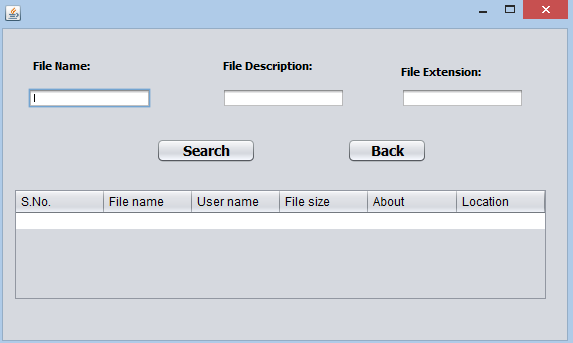 File Name: File Description: File Extension:
Search Back
S.No. File name User name File size About Location